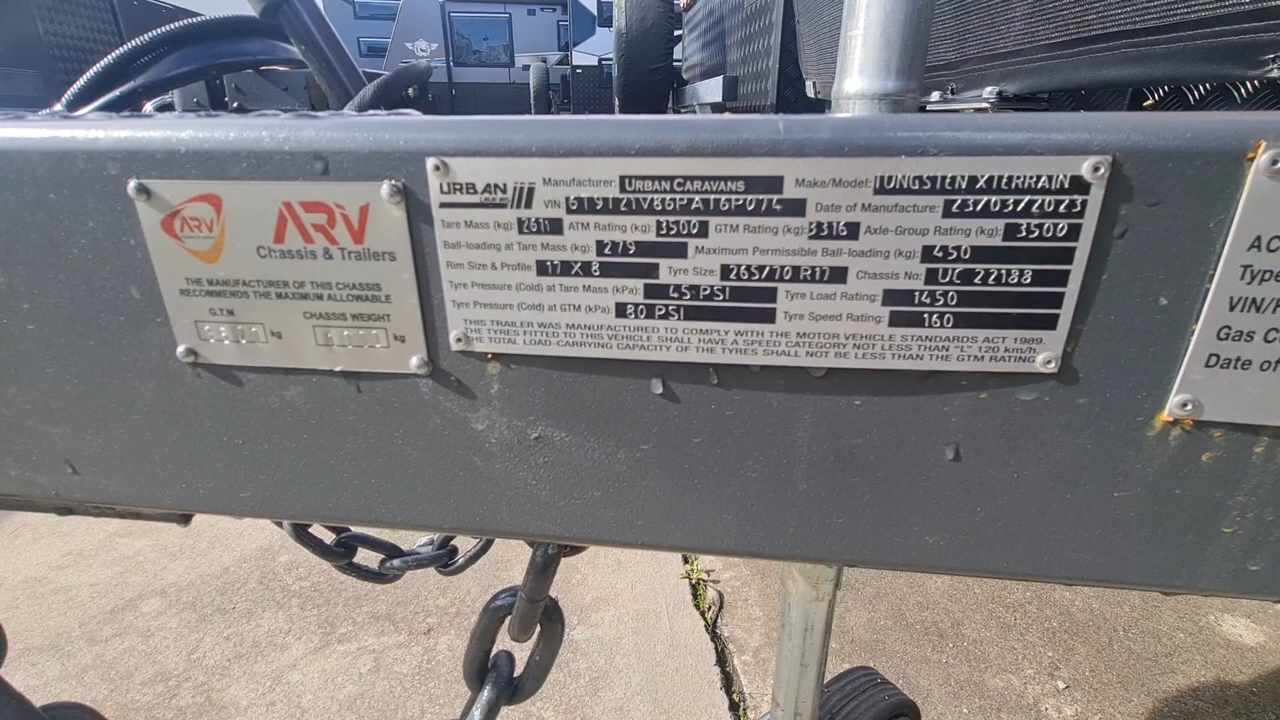 ARV
ARV
Chassis & Trailers
THE MANUFACTURER OF THIS CHASSIS
RECOMMENDS THE MAXIMUM ALLOWABLE
G.T.M
CHASSIS WEIGHT
kg
kg
URBAN
Manufacturer: URBAN CARAVANS
Make/Model: TUNGSTEN XTERRAIN
VIN:
Date of Manufacture: 23/03/2023
Tare Mass (kg): 2611 ATM Rating (kg): 3500 GTM Rating (kg): 3316 Axle-Group Rating (kg): 3500
Ball-loading at Tare Mass (kg): 279 Maximum Permissible Ball-loading (kg): 450
Rim Size & Profile: 17 X 8 Tyre Size: 265/70 R17 Chassis No: UC 22188
Tyre Pressure (Cold) at Tare Mass (kPa): 45 PSI Tyre Load Rating: 1450
Tyre Pressure (Cold) at GTM (kPa): 80 PSI Tyre Speed Rating: 160
THIS TRAILER WAS MANUFACTURED TO COMPLY WITH THE MOTOR VEHICLE STANDARDS ACT 1989.
THE TYRES FITTED TO THIS VEHICLE SHALL HAVE A SPEED CATEGORY NOT LESS THAN "L" 120 km/h.
THE TOTAL LOAD-CARRYING CAPACITY OF THE TYRES SHALL NOT BE LESS THAN THE GTM RATING
AC
Type
VIN/
Gas C
Date of